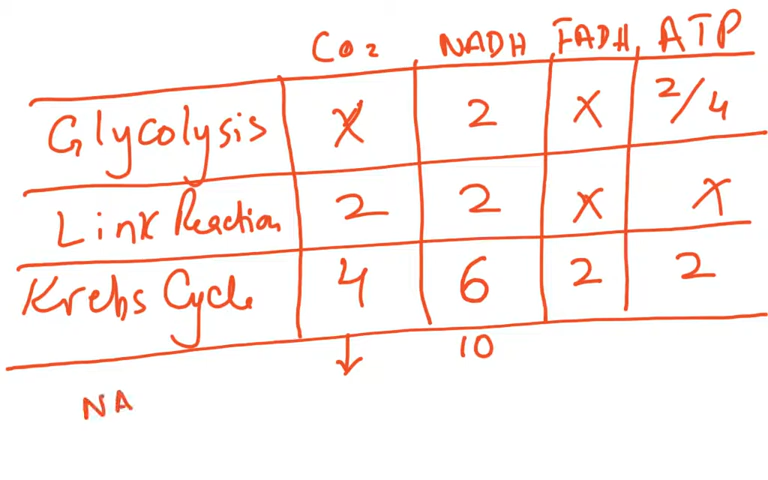 Co2 NADH FADH ATP
Glycolysis X 2 X 2/4
Link Reaction 2 2 X X
Krebs Cycle 4 6 2 2
10
NA